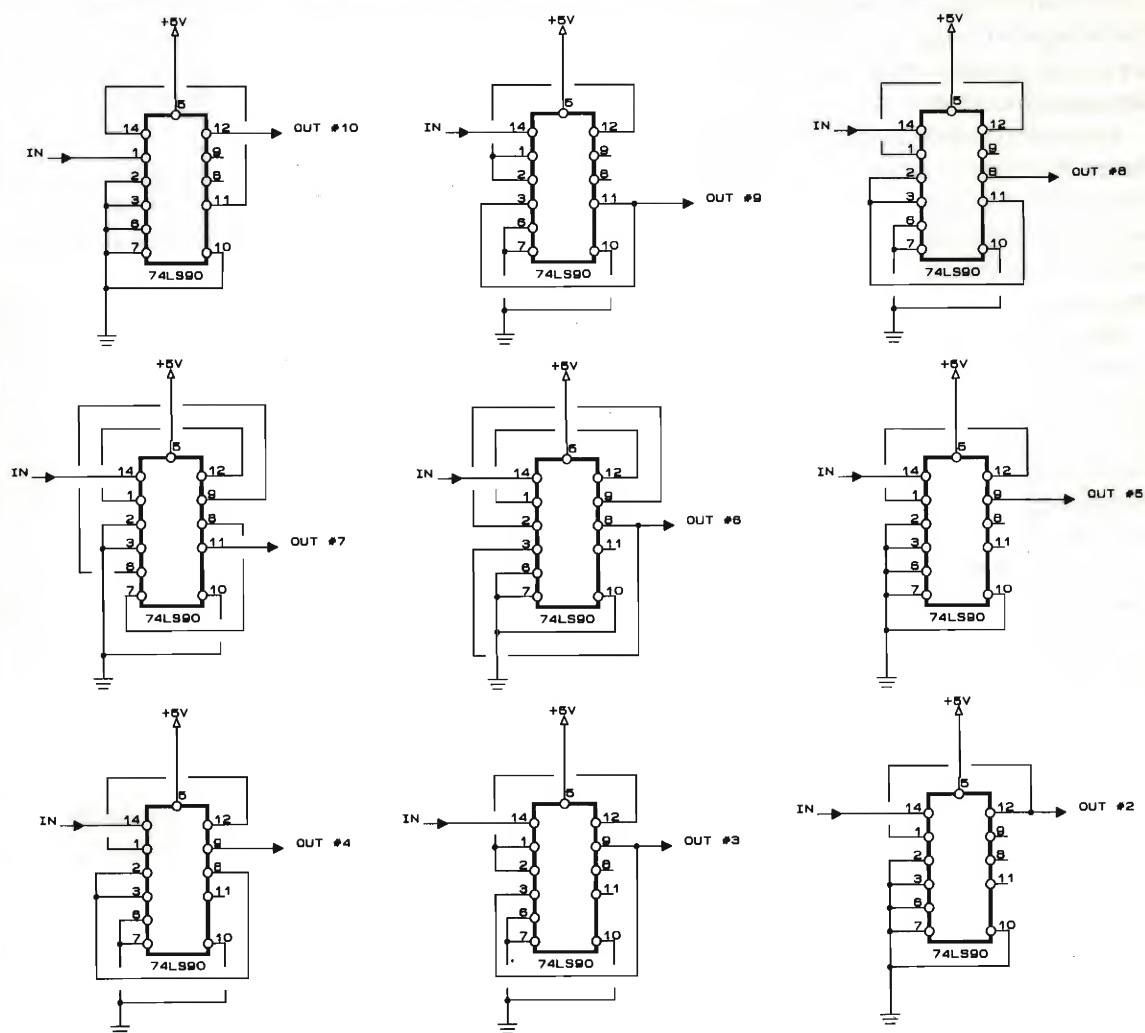 +5V
5
14 12 OUT #10
IN 1 9
2 8
3 11
6
7 10
74LS90
+5V
5
IN 14 12
1 9
2 8
3 11 OUT #9
6
7 10
74LS90
+5V
5
IN 14 12
1 9
2 8 OUT #8
3 11
6
7 10
74LS90
+5V
5
IN 14 12
1 9
2 8
3 11 OUT #7
6
7 10
74LS90
+5V
5
IN 14 12
1 9
2 8 OUT #6
3 11
6
7 10
74LS90
+5V
5
IN 14 12
1 9 OUT #5
2 8
3 11
6
7 10
74LS90
+5V
5
IN 14 12
1 9 OUT #4
2 8
3 11
6
7 10
74LS90
+5V
5
IN 14 12
1 9 OUT #3
2 8
3 11
6
7 10
74LS90
+5V
5
IN 14 12 OUT #2
1 9
2 8
3 11
6
7 10
74LS90